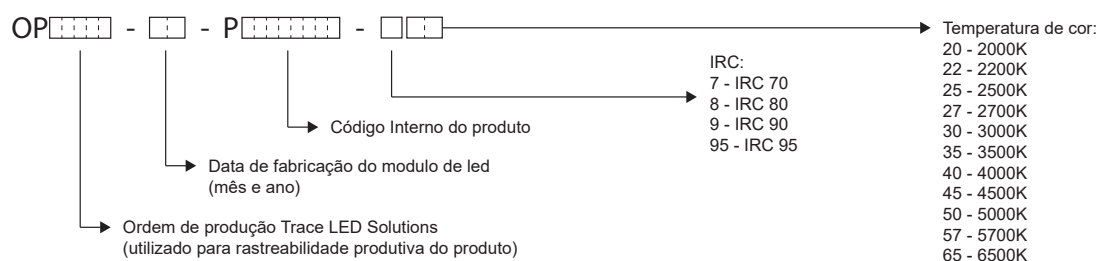 OP - - P -
Temperatura de cor:
20 - 2000K
22 - 2200K
25 - 2500K
27 - 2700K
30 - 3000K
35 - 3500K
40 - 4000K
45 - 4500K
50 - 5000K
57 - 5700K
65 - 6500K
IRC:
7 - IRC 70
8 - IRC 80
9 - IRC 90
95 - IRC 95
Código Interno do produto
Data de fabricação do modulo de led
(mês e ano)
Ordem de produção Trace LED Solutions
(utilizado para rastreabilidade produtiva do produto)